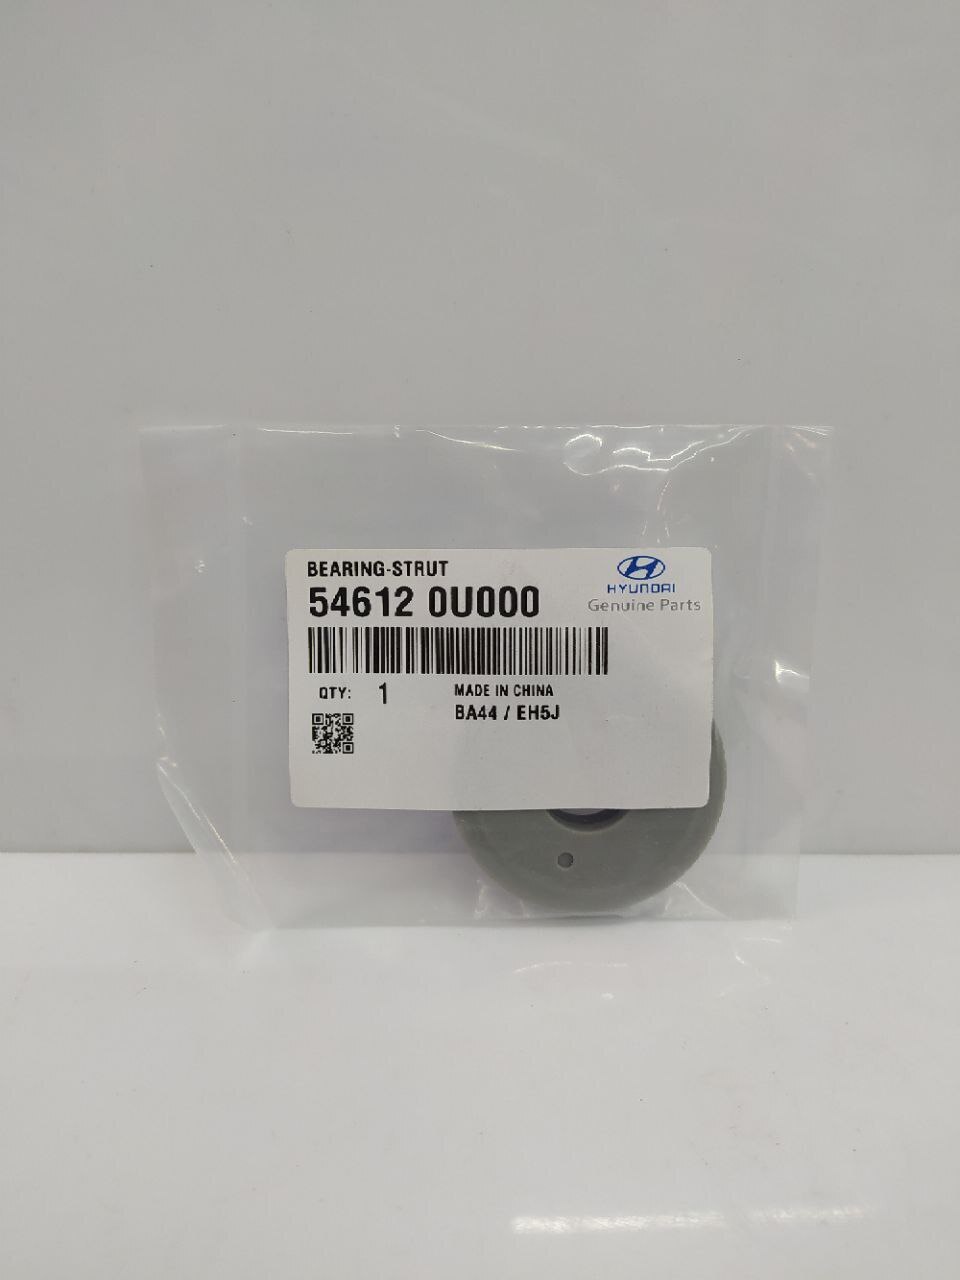 BEARING-STRUT
54612 0U000
HYUNDAI
Genuine Parts
QTY: 1
MADE IN CHINA
BA44 / EH5J